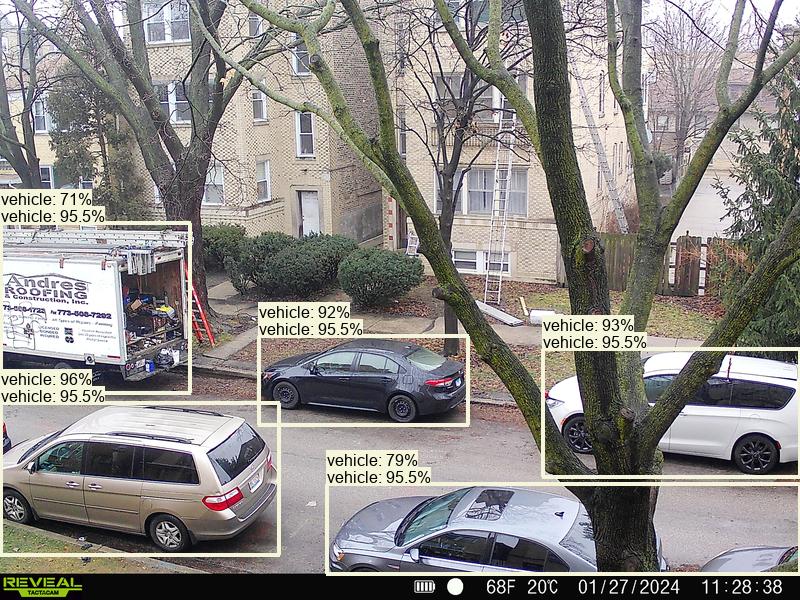 vehicle: 71%
vehicle: 95.5%
Andres
ROOFING
& Construction, Inc.
773-508-7292
vehicle: 92%
vehicle: 95.5%
vehicle: 93%
vehicle: 95.5%
vehicle: 96%
vehicle: 95.5%
vehicle: 79%
vehicle: 95.5%
REVEAL
TACTACAM
68F 20°C 01/27/2024 11:28:38